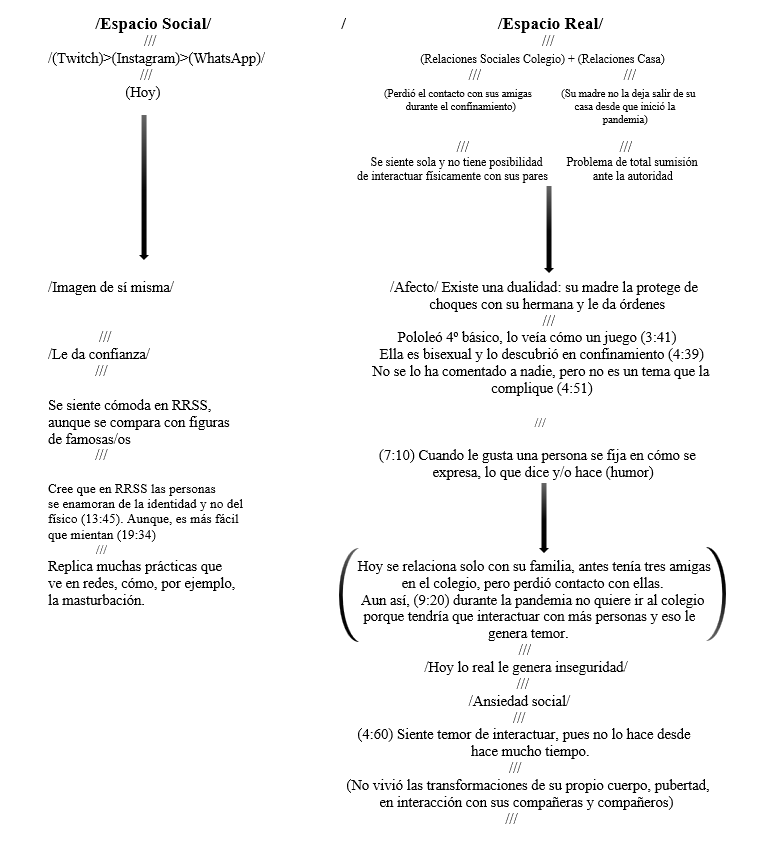 /Espacio Social/
///
/(Twitch)>(Instagram)>(WhatsApp)/
///
(Hoy)
/Imagen de sí misma/
///
/Le da confianza/
///
Se siente cómoda en RRSS,
aunque se compara con figuras
de famosas/os
///
Cree que en RRSS las personas
se enamoran de la identidad y no del
físico (13:45). Aunque, es más fácil
que mientan (19:34)
///
Replica muchas prácticas que
ve en redes, cómo, por ejemplo,
la masturbación.
/
/Espacio Real/
///
(Relaciones Sociales Colegio) + (Relaciones Casa)
///
(Perdió el contacto con sus amigas
durante el confinamiento)
///
Se siente sola y no tiene posibilidad
de interactuar físicamente con sus pares
///
(Su madre no la deja salir de su
casa desde que inició la
pandemia)
///
Problema de total sumisión
ante la autoridad
/Afecto/ Existe una dualidad: su madre la protege de
choques con su hermana y le da órdenes
///
Pololeó 4º básico, lo veía cómo un juego (3:41)
Ella es bisexual y lo descubrió en confinamiento (4:39)
No se lo ha comentado a nadie, pero no es un tema que la
complique (4:51)
///
(7:10) Cuando le gusta una persona se fija en cómo se
expresa, lo que dice y/o hace (humor)
Hoy se relaciona solo con su familia, antes tenía tres amigas
en el colegio, pero perdió contacto con ellas.
Aun así, (9:20) durante la pandemia no quiere ir al colegio
porque tendría que interactuar con más personas y eso le
genera temor.
///
/Hoy lo real le genera inseguridad/
///
/Ansiedad social/
///
(4:60) Siente temor de interactuar, pues no lo hace desde
hace mucho tiempo.
///
(No vivió las transformaciones de su propio cuerpo, pubertad,
en interacción con sus compañeras y compañeros)
///